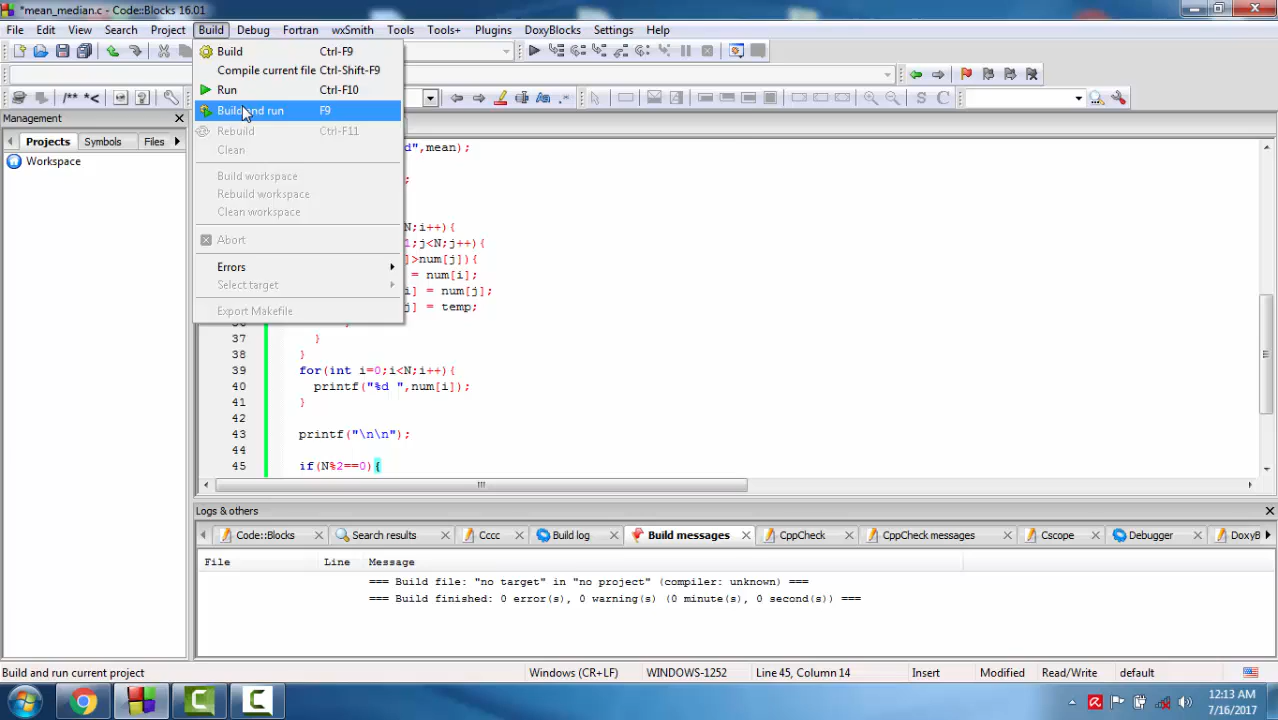 *mean_median.c - Code::Blocks 16.01
File Edit View Search Project Build Debug Fortran wxSmith Tools Tools+ Plugins DoxyBlocks Settings Help
Build Ctrl-F9
Compile current file Ctrl-Shift-F9
Run Ctrl-F10
Build and run F9
Rebuild Ctrl-F11
Clean
Build workspace
Rebuild workspace
Clean workspace
Abort
Errors
Select target
Export Makefile
/** *<
S C
Management
Projects Symbols Files
Workspace
d",mean);
;
N;i++){
1;j<N;j++){
]>num[j]){
= num[i];
i] = num[j];
j] = temp;
37 }
38 }
39 for(int i=0;i<N;i++){
40 printf("%d ",num[i]);
41 }
42
43 printf("\n\n");
44
45 if(N%2==0){
Logs & others
Code::Blocks Search results Cccc Build log Build messages CppCheck CppCheck messages Cscope Debugger DoxyB
File Line Message
=== Build file: "no target" in "no project" (compiler: unknown) ===
=== Build finished: 0 error(s), 0 warning(s) (0 minute(s), 0 second(s)) ===
Build and run current project Windows (CR+LF) WINDOWS-1252 Line 45, Column 14 Insert Modified Read/Write default
12:13 AM
7/16/2017